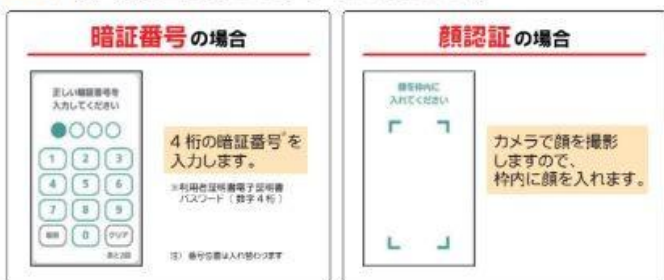 暗証番号の場合
正しい暗証番号を
入力してください
1 2 3
4 5 6
7 8 9
0 クリア
あと3回
4桁の暗証番号*を
入力します。
※利用者証明書電子証明書
パスワード（数字4桁）
注）番号位置は入れ替わります
顔認証の場合
顔を枠内に
入れてください
カメラで顔を撮影
しますので、
枠内に顔を入れます。